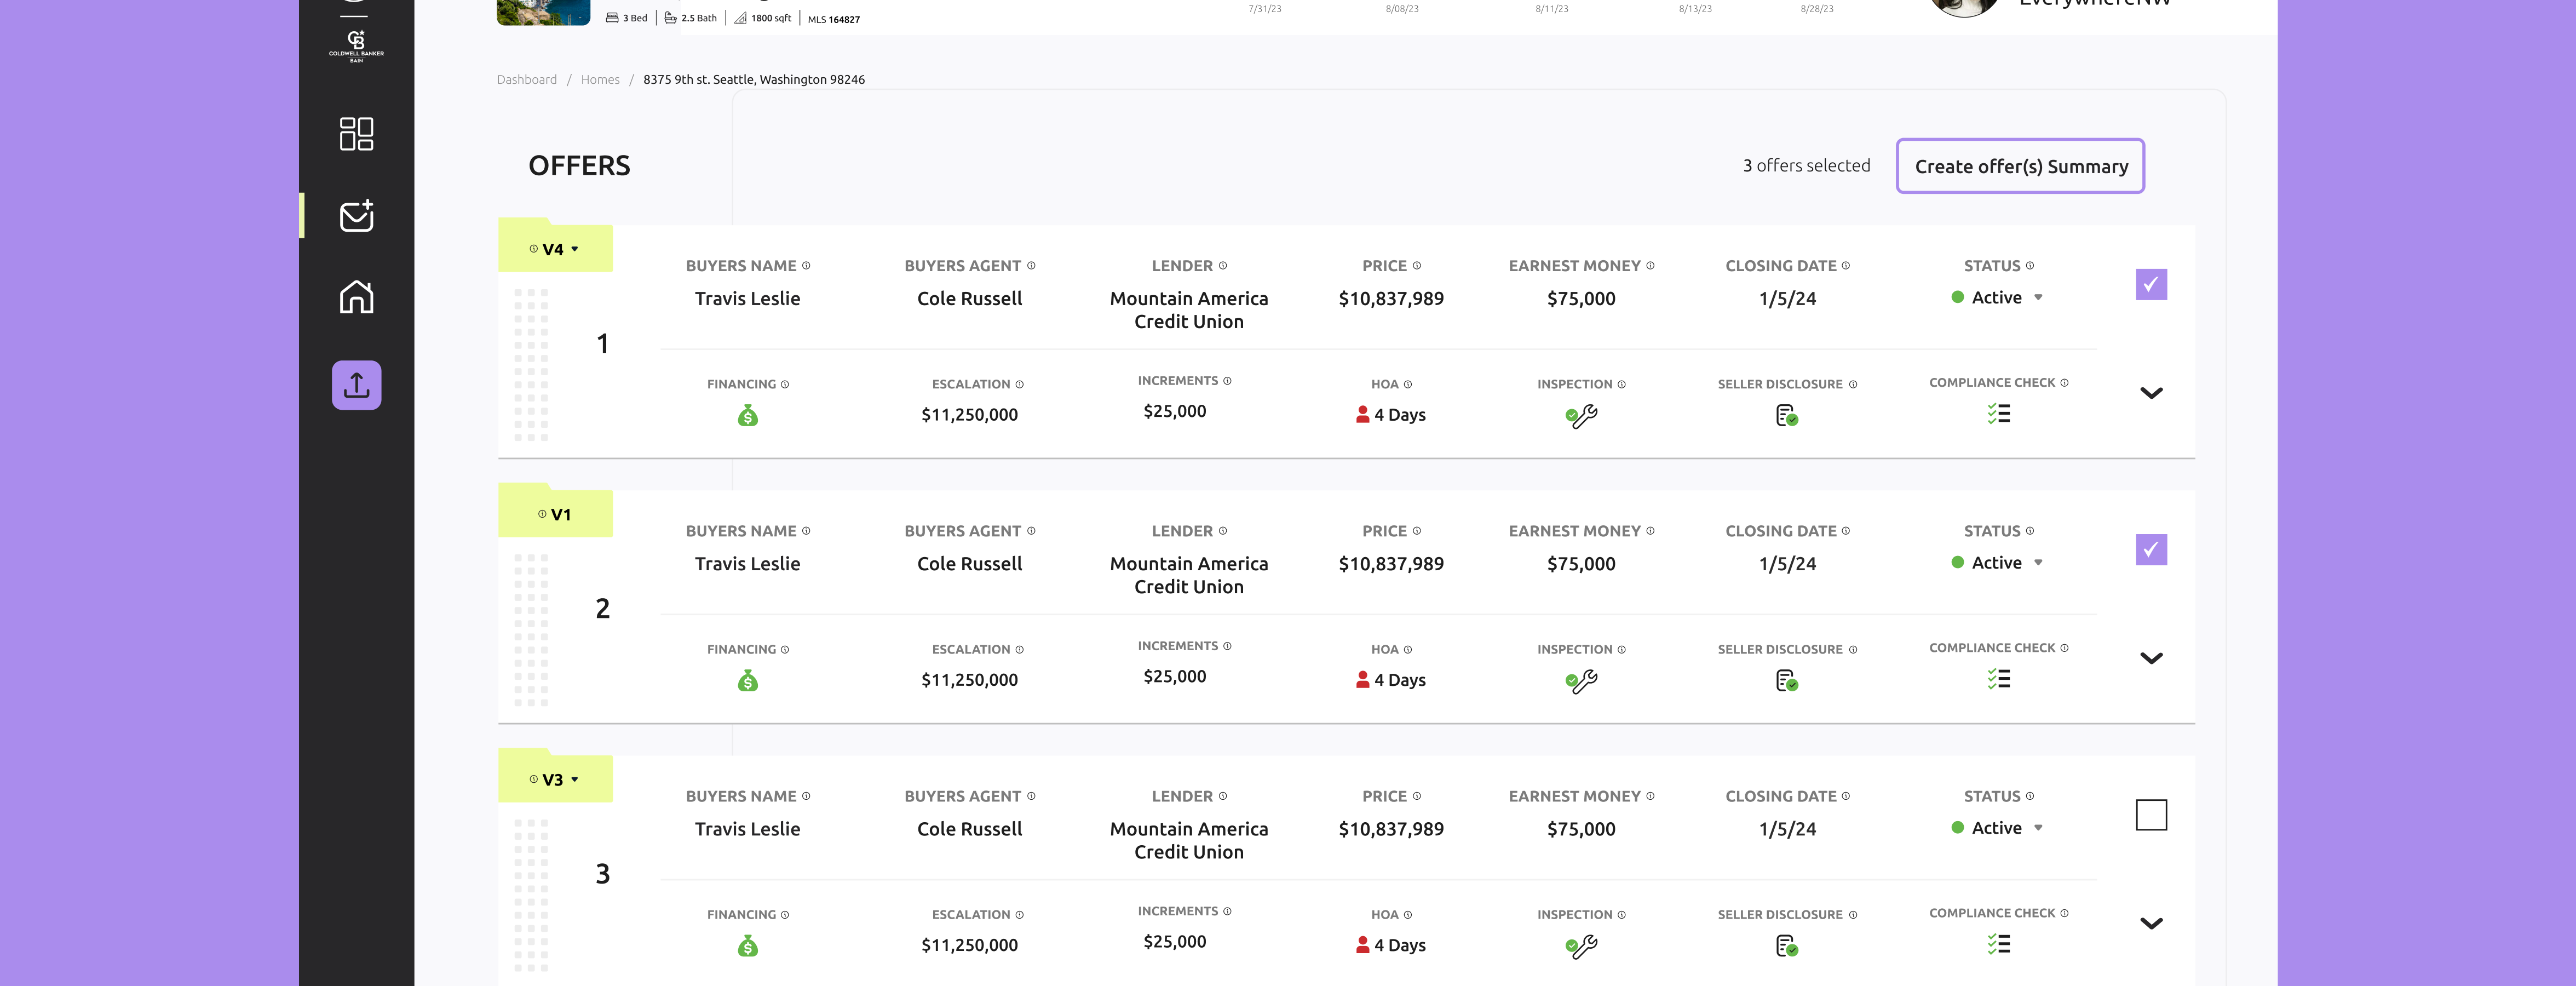 3 Bed 2.5 Bath 1800 sqft MLS 164827
7/31/23 8/08/23 8/11/23 8/13/23 8/28/23
EverywhereNW
CB
COLDWELL BANKER
BAIN
Dashboard / Homes / 8375 9th st. Seattle, Washington 98246
OFFERS
3 offers selected
Create offer(s) Summary
V4
BUYERS NAME BUYERS AGENT LENDER PRICE EARNEST MONEY CLOSING DATE STATUS
Travis Leslie Cole Russell Mountain America $10,837,989 $75,000 1/5/24 Active
Credit Union
1
FINANCING ESCALATION INCREMENTS HOA INSPECTION SELLER DISCLOSURE COMPLIANCE CHECK
$11,250,000 $25,000 4 Days
V1
BUYERS NAME BUYERS AGENT LENDER PRICE EARNEST MONEY CLOSING DATE STATUS
Travis Leslie Cole Russell Mountain America $10,837,989 $75,000 1/5/24 Active
Credit Union
2
FINANCING ESCALATION INCREMENTS HOA INSPECTION SELLER DISCLOSURE COMPLIANCE CHECK
$11,250,000 $25,000 4 Days
V3
BUYERS NAME BUYERS AGENT LENDER PRICE EARNEST MONEY CLOSING DATE STATUS
Travis Leslie Cole Russell Mountain America $10,837,989 $75,000 1/5/24 Active
Credit Union
3
FINANCING ESCALATION INCREMENTS HOA INSPECTION SELLER DISCLOSURE COMPLIANCE CHECK
$11,250,000 $25,000 4 Days